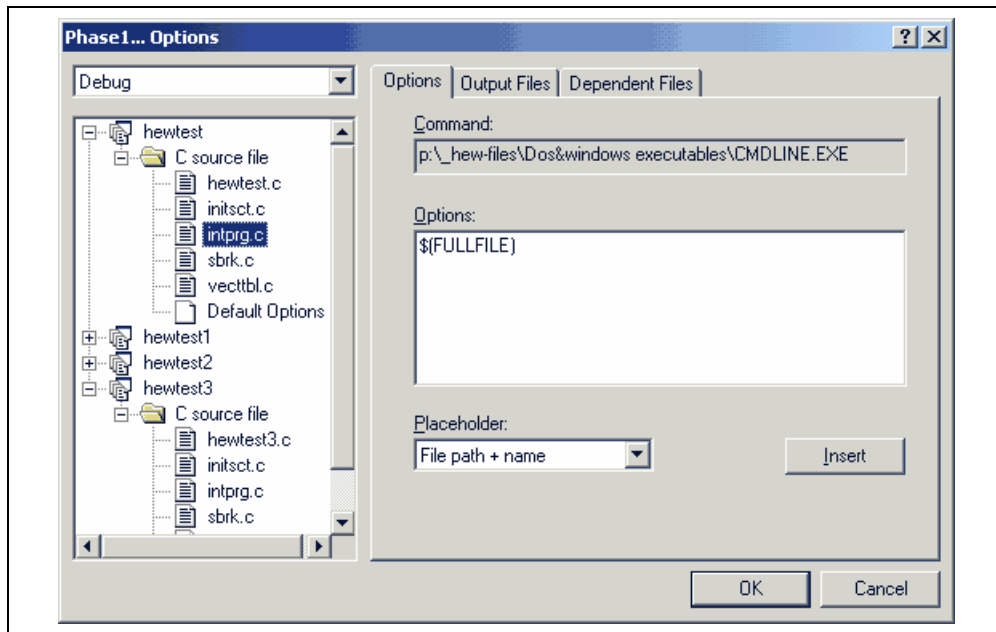 Phase1... Options
Debug
hewtest
C source file
hewtest.c
initsct.c
intprg.c
sbrk.c
vecttbl.c
Default Options
hewtest1
hewtest2
hewtest3
C source file
hewtest3.c
initsct.c
intprg.c
sbrk.c
Options
Output Files
Dependent Files
Command:
p:\_hew-files\Dos&windows executables\CMDLINE.EXE
Options:
$(FULLFILE)
Placeholder:
File path + name
Insert
OK
Cancel